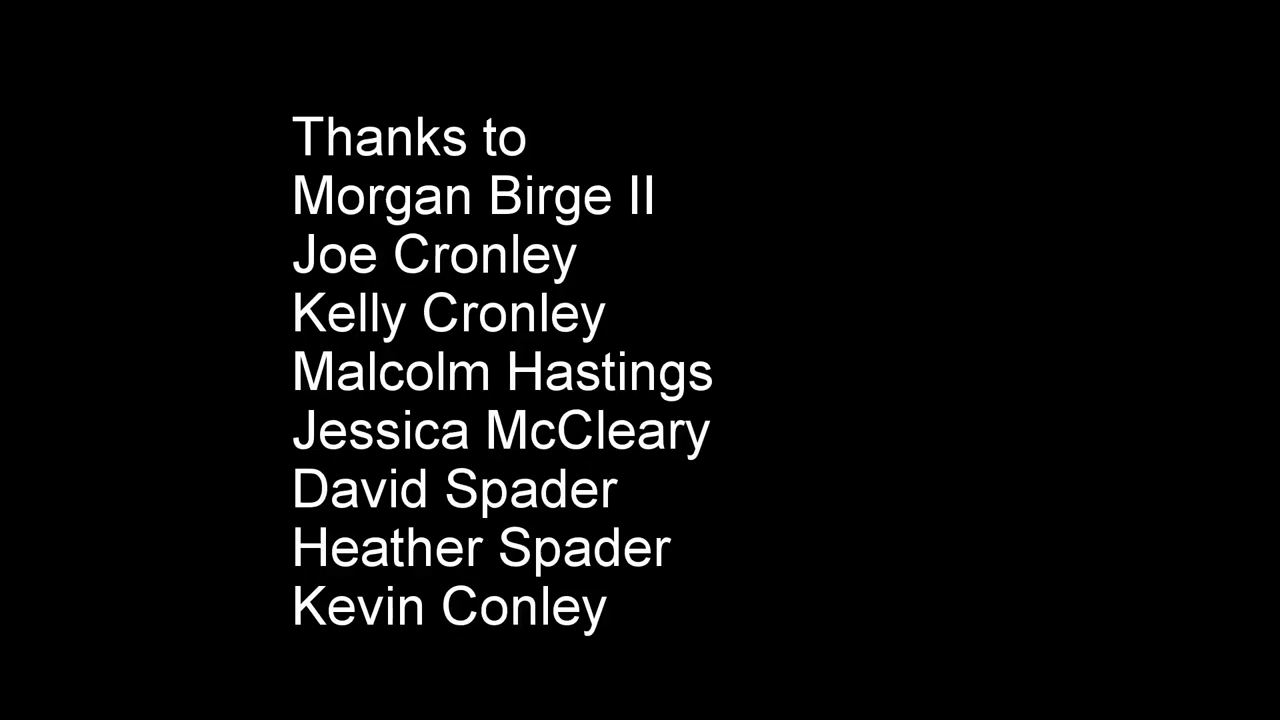 Thanks to
Morgan Birge II
Joe Cronley
Kelly Cronley
Malcolm Hastings
Jessica McCleary
David Spader
Heather Spader
Kevin Conley